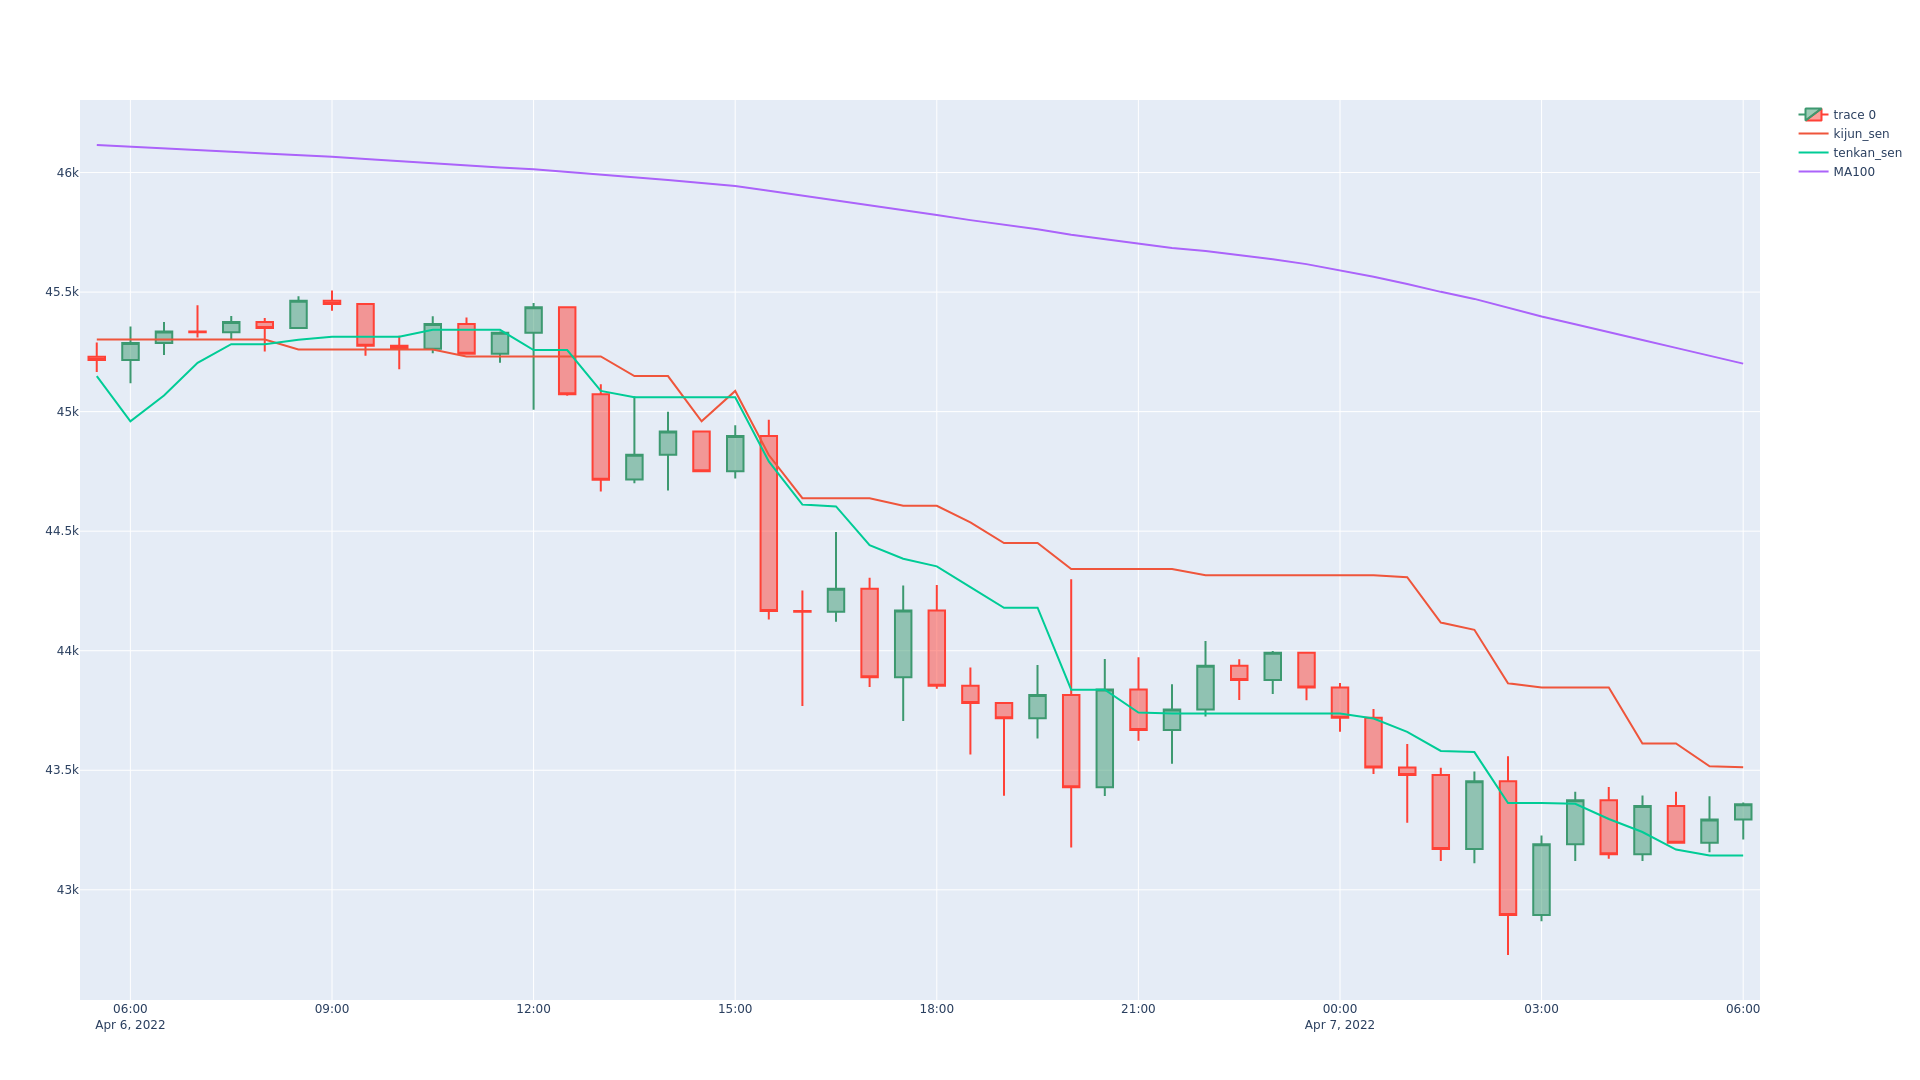 trace 0
kijun_sen
tenkan_sen
MA100
46k
45.5k
45k
44.5k
44k
43.5k
43k
06:00 09:00 12:00 15:00 18:00 21:00 00:00 03:00 06:00
Apr 6, 2022 Apr 7, 2022